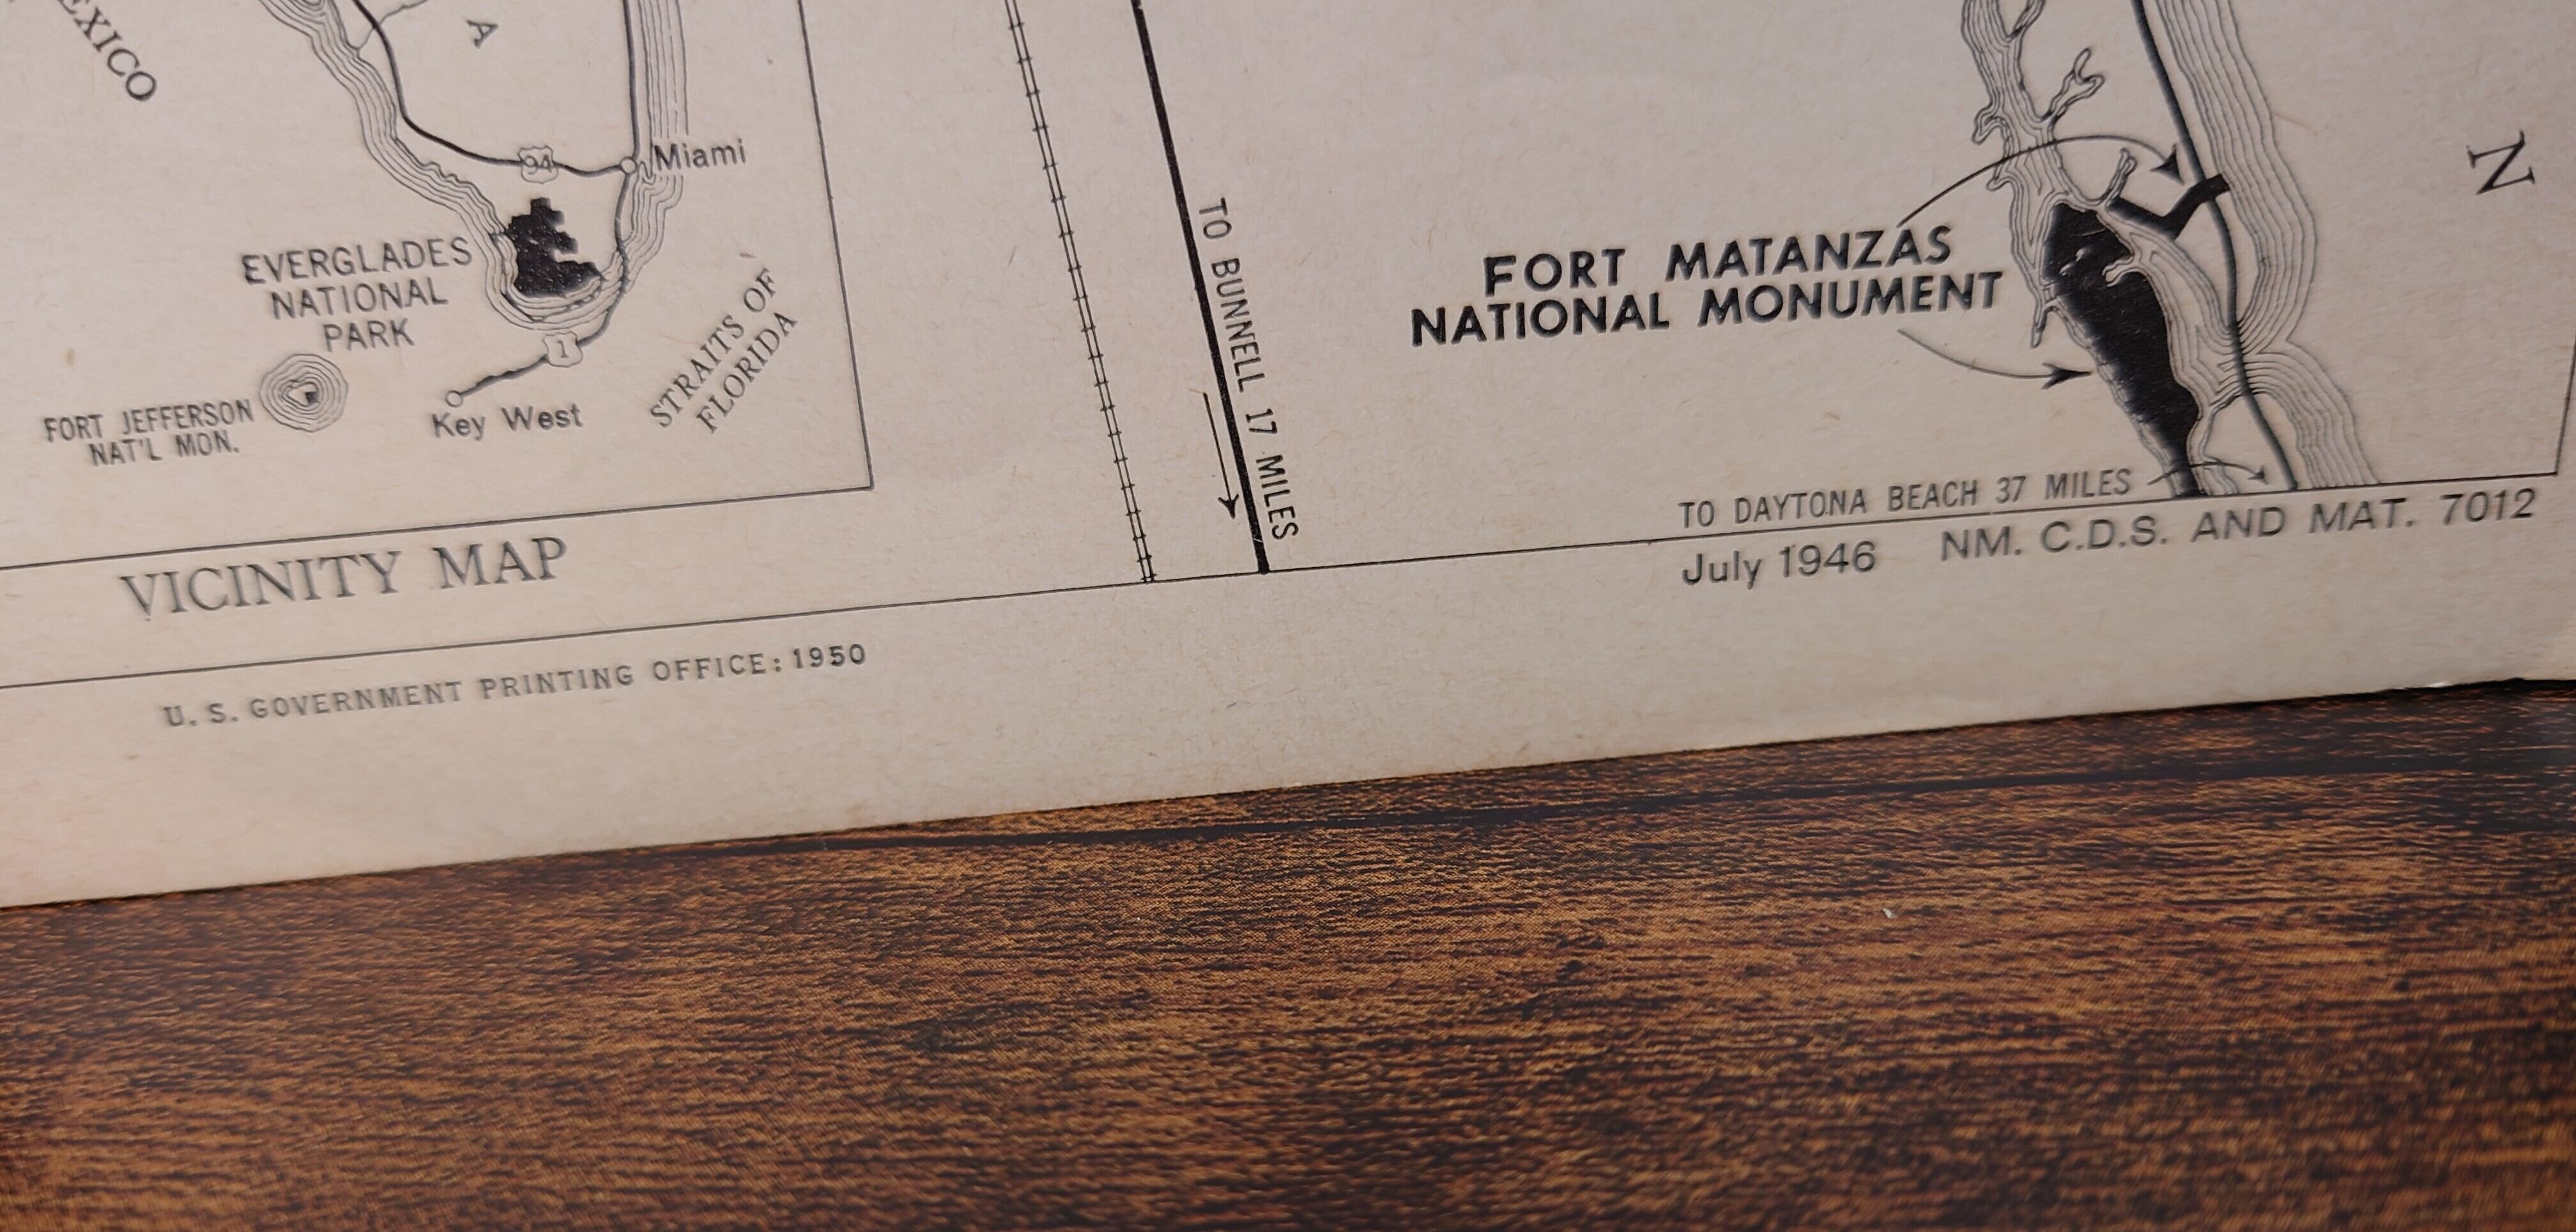 EXICO
A
94
Miami
EVERGLADES
NATIONAL
PARK
1
FORT JEFFERSON
NAT'L MON.
Key West
STRAITS OF
FLORIDA
VICINITY MAP
U. S. GOVERNMENT PRINTING OFFICE: 1950
TO BUNNELL 17 MILES
FORT MATANZAS
NATIONAL MONUMENT
N
TO DAYTONA BEACH 37 MILES
July 1946 NM. C.D.S. AND MAT. 7012